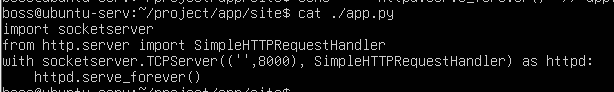 boss@ubuntu-serv:~/project/app/site$ cat ./app.py
import socketserver
from http.server import SimpleHTTPRequestHandler
with socketserver.TCPServer(('',8000), SimpleHTTPRequestHandler) as httpd:
    httpd.serve_forever()